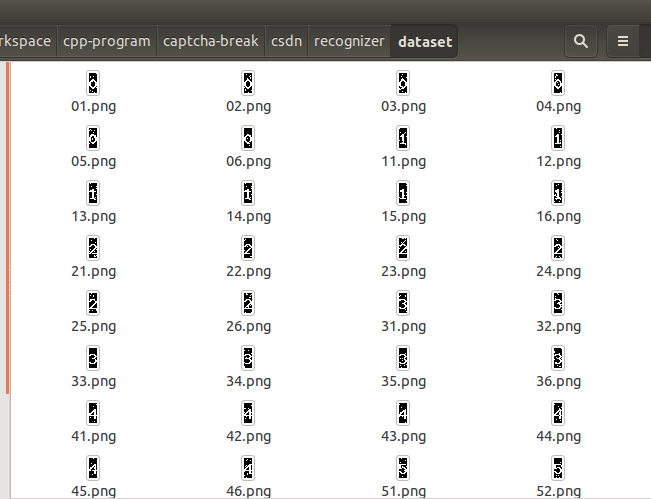 rkspace cpp-program captcha-break csdn recognizer dataset
01.png 02.png 03.png 04.png
05.png 06.png 11.png 12.png
13.png 14.png 15.png 16.png
21.png 22.png 23.png 24.png
25.png 26.png 31.png 32.png
33.png 34.png 35.png 36.png
41.png 42.png 43.png 44.png
45.png 46.png 51.png 52.png